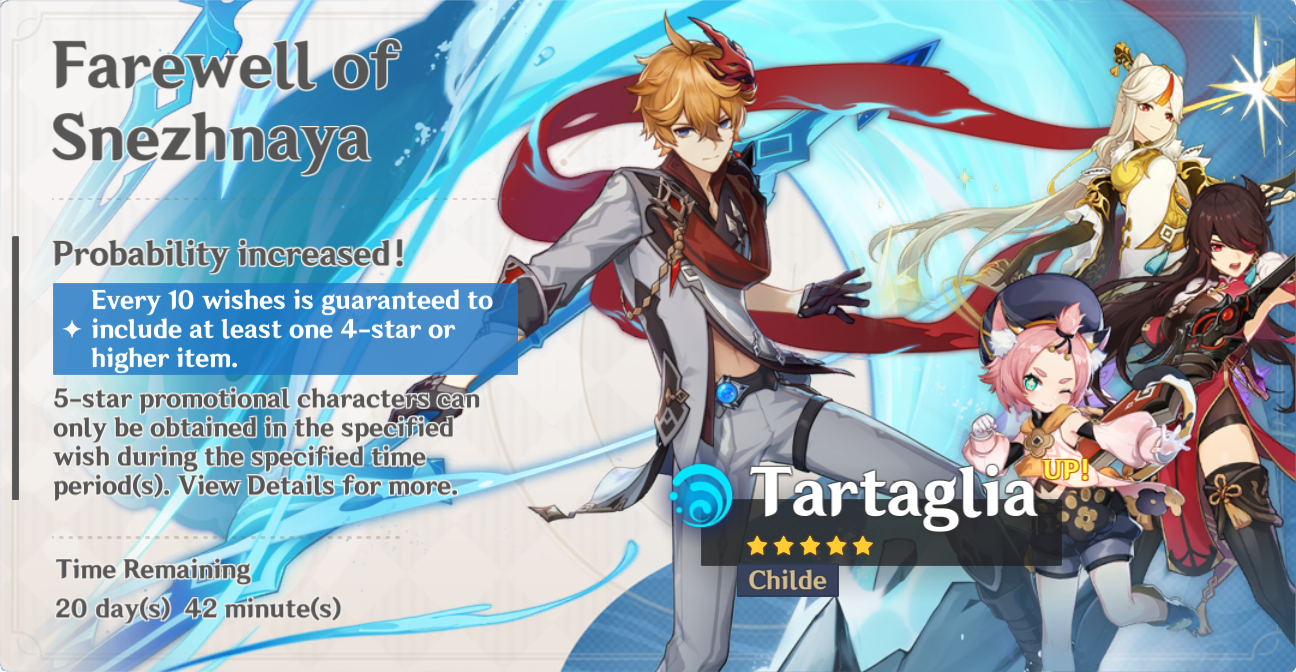 Farewell of
Snezhnaya
Probability increased!
Every 10 wishes is guaranteed to
include at least one 4-star or
higher item.
5-star promotional characters can
only be obtained in the specified
wish during the specified time
period(s). View Details for more.
Time Remaining
20 day(s) 42 minute(s)
UP!
Tartaglia
Childe